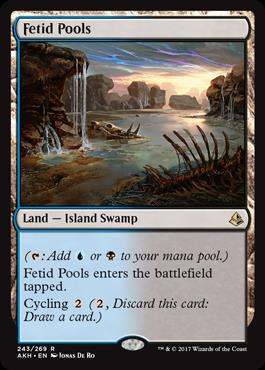 Fetid Pools
Land — Island Swamp
(: Add or to your mana pool.)
Fetid Pools enters the battlefield
tapped.
Cycling 2 (2, Discard this card:
Draw a card.)
243/269 R
AKH • EN Jonas De Ro
™ & © 2017 Wizards of the Coast